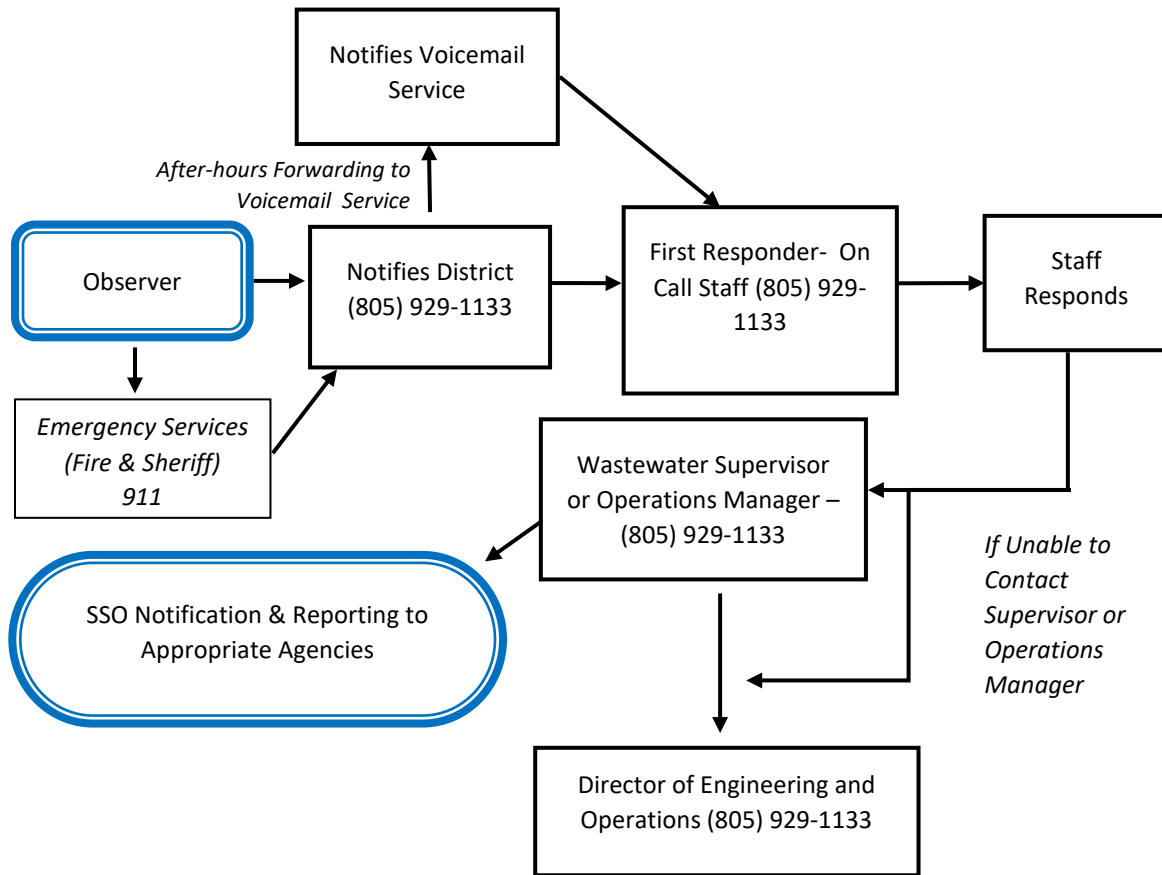 Notifies Voicemail
Service
After-hours Forwarding to
Voicemail Service
Observer
Notifies District
(805) 929-1133
First Responder- On
Call Staff (805) 929-
1133
Staff
Responds
Emergency Services
(Fire & Sheriff)
911
Wastewater Supervisor
or Operations Manager –
(805) 929-1133
If Unable to
Contact
Supervisor or
Operations
Manager
SSO Notification & Reporting to
Appropriate Agencies
Director of Engineering and
Operations (805) 929-1133